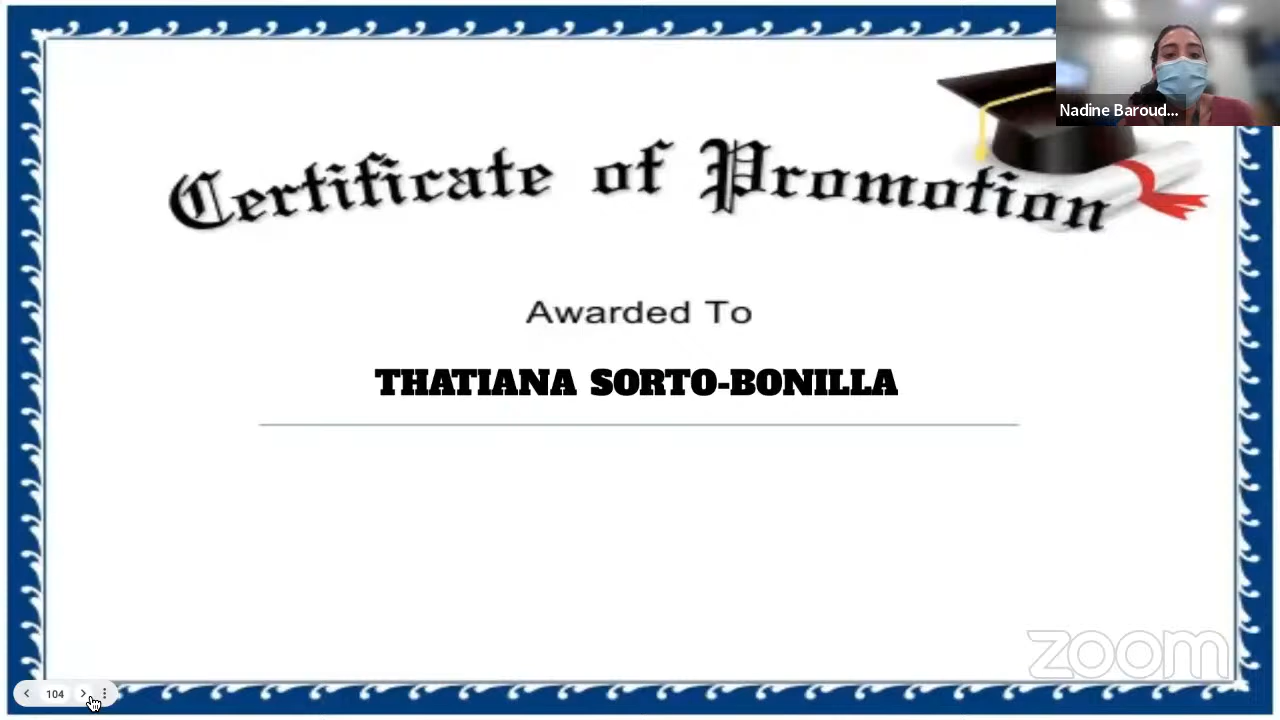 Nadine Baroud...
Certificate of Promotion
Awarded To
THATIANA SORTO-BONILLA
zoom
104